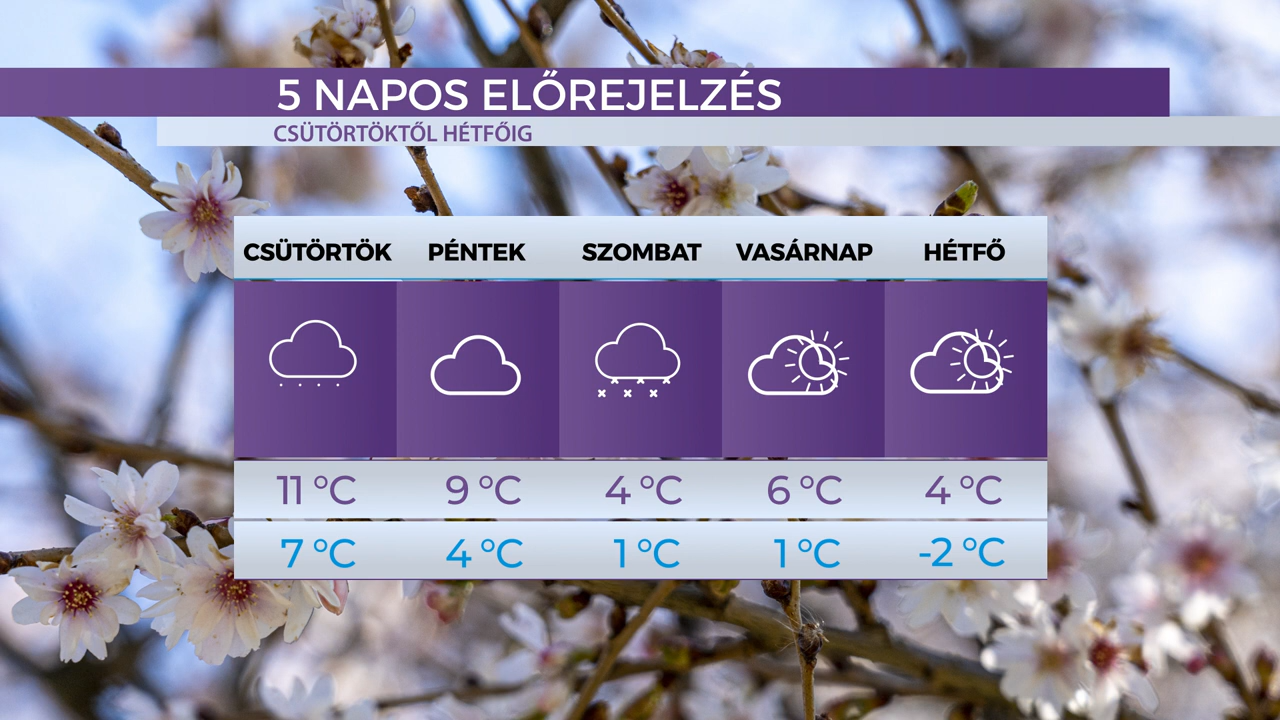 5 NAPOS ELŐREJELZÉS
CSÜTÖRTÖKTŐL HÉTFŐIG
CSÜTÖRTÖK PÉNTEK SZOMBAT VASÁRNAP HÉTFŐ
11 °C 9 °C 4 °C 6 °C 4 °C
7 °C 4 °C 1 °C 1 °C -2 °C